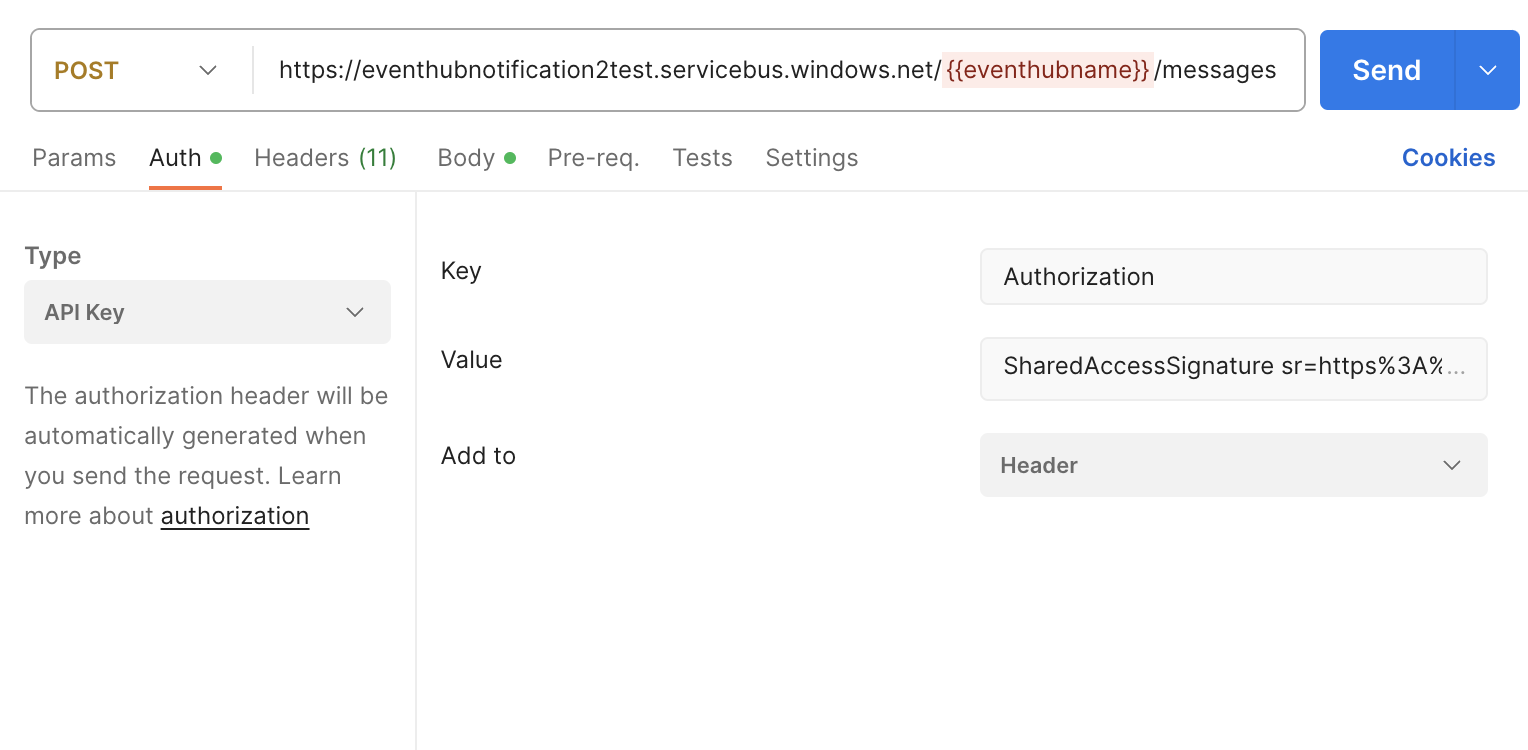 POST https://eventhubnotification2test.servicebus.windows.net/{{eventhubname}}/messages Send
Params Auth Headers (11) Body Pre-req. Tests Settings Cookies
Type
API Key
The authorization header will be
automatically generated when
you send the request. Learn
more about authorization
Key Authorization
Value SharedAccessSignature sr=https%3A%...
Add to Header